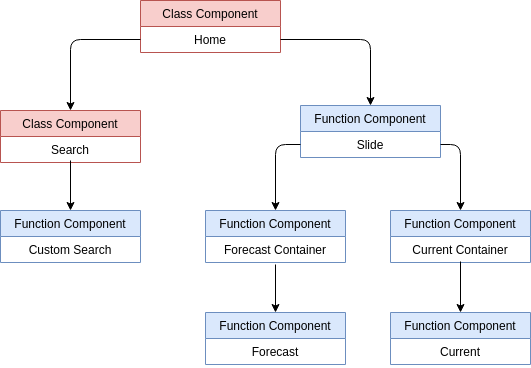 Class Component
Home
Class Component
Search
Function Component
Slide
Function Component
Custom Search
Function Component
Forecast Container
Function Component
Current Container
Function Component
Forecast
Function Component
Current